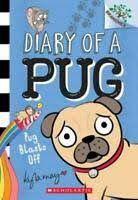 DIARY OF A
PUG
Pug
Blasts
Off
Kyla May
SCHOLASTIC